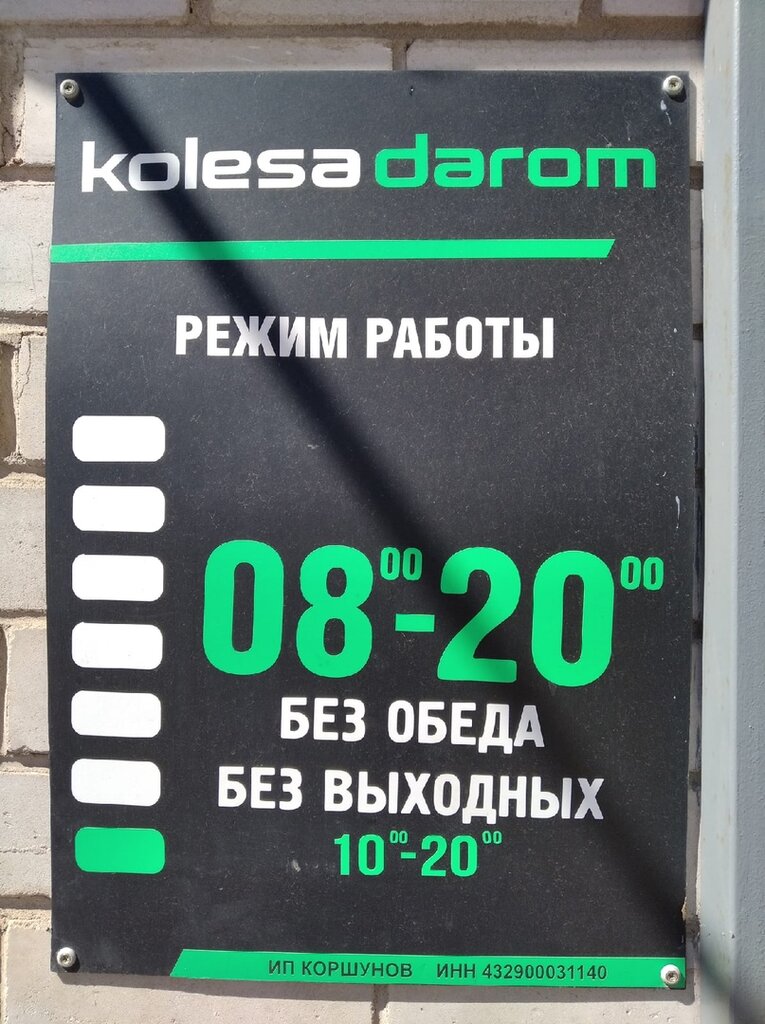 kolesa darom
РЕЖИМ РАБОТЫ
08⁰⁰-20⁰⁰
БЕЗ ОБЕДА
БЕЗ ВЫХОДНЫХ
10⁰⁰-20⁰⁰
ИП КОРШУНОВ ИНН 432900031140